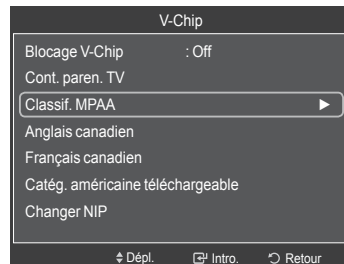 V-Chip
Blocage V-Chip : Off
Cont. paren. TV
Classif. MPAA
Anglais canadien
Français canadien
Catég. américaine téléchargeable
Changer NIP
Dépl. Intro. Retour